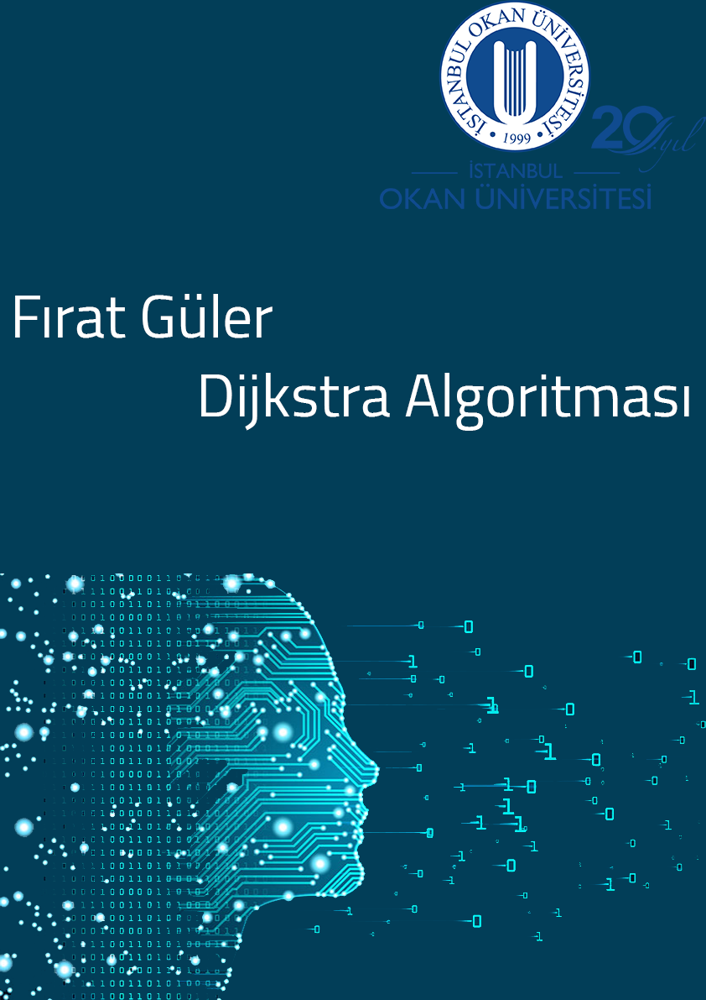 İSTANBUL OKAN ÜNİVERSİTESİ
1999
20.yıl
İSTANBUL
OKAN ÜNİVERSİTESİ
Fırat Güler
Dijkstra Algoritması